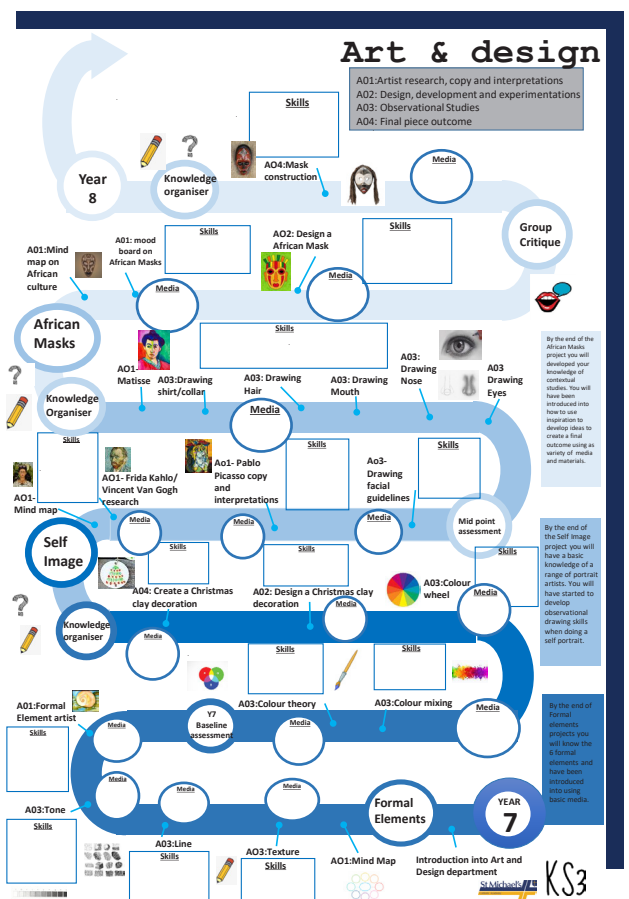 Art & design
A01:Artist research, copy and interpretations
A02: Design, development and experimentations
A03: Observational Studies
A04: Final piece outcome
Skills
Year
8
Knowledge
organiser
AO4:Mask
construction
Media
Group
Critique
A01:Mind
map on
African
culture
A01: mood
board on
African Masks
Skills
Media
AO2: Design a
African Mask
Media
Skills
African
Masks
Skills
By the end of the
African Masks
project you will
developed your
knowledge of
contextual
studies. You will
have been
introduced into
how to use
inspiration to
develop ideas to
create a final
outcome using as
variety of media
and materials.
Knowledge
Organiser
AO1-
Matisse
A03:Drawing
shirt/collar
A03: Drawing
Hair
Media
A03: Drawing
Mouth
A03:
Drawing
Nose
A03
Drawing
Eyes
Skills
AO1-
Mind map
AO1- Frida Kahlo/
Vincent Van Gogh
research
Ao1- Pablo
Picasso copy
and
interpretations
Skills
Ao3-
Drawing
facial
guidelines
Skills
Self
Image
Media
Media
Media
Mid point
assessment
Skills
Skills
Skills
By the end of
the Self Image
project you will
have a basic
knowledge of a
range of portrait
artists. You will
have started to
develop
observational
drawing skills
when doing a
self portrait.
Knowledge
organiser
A04: Create a Christmas
clay decoration
A02: Design a Christmas clay
decoration
A03:Colour
wheel
Media
Media
Media
Skills
Skills
A01:Formal
Element artist
Skills
Media
Y7
Baseline
assessment
A03:Colour theory
Media
A03:Colour mixing
Media
By the end of
Formal
elements
projects you
will know the
6 formal
elements and
have been
introduced
into using
basic media.
A03:Tone
Skills
Media
Media
A03:Line
Skills
Media
AO3:Texture
Skills
AO1:Mind Map
Formal
Elements
Introduction into Art and
Design department
YEAR
7
St Michael's
KS3